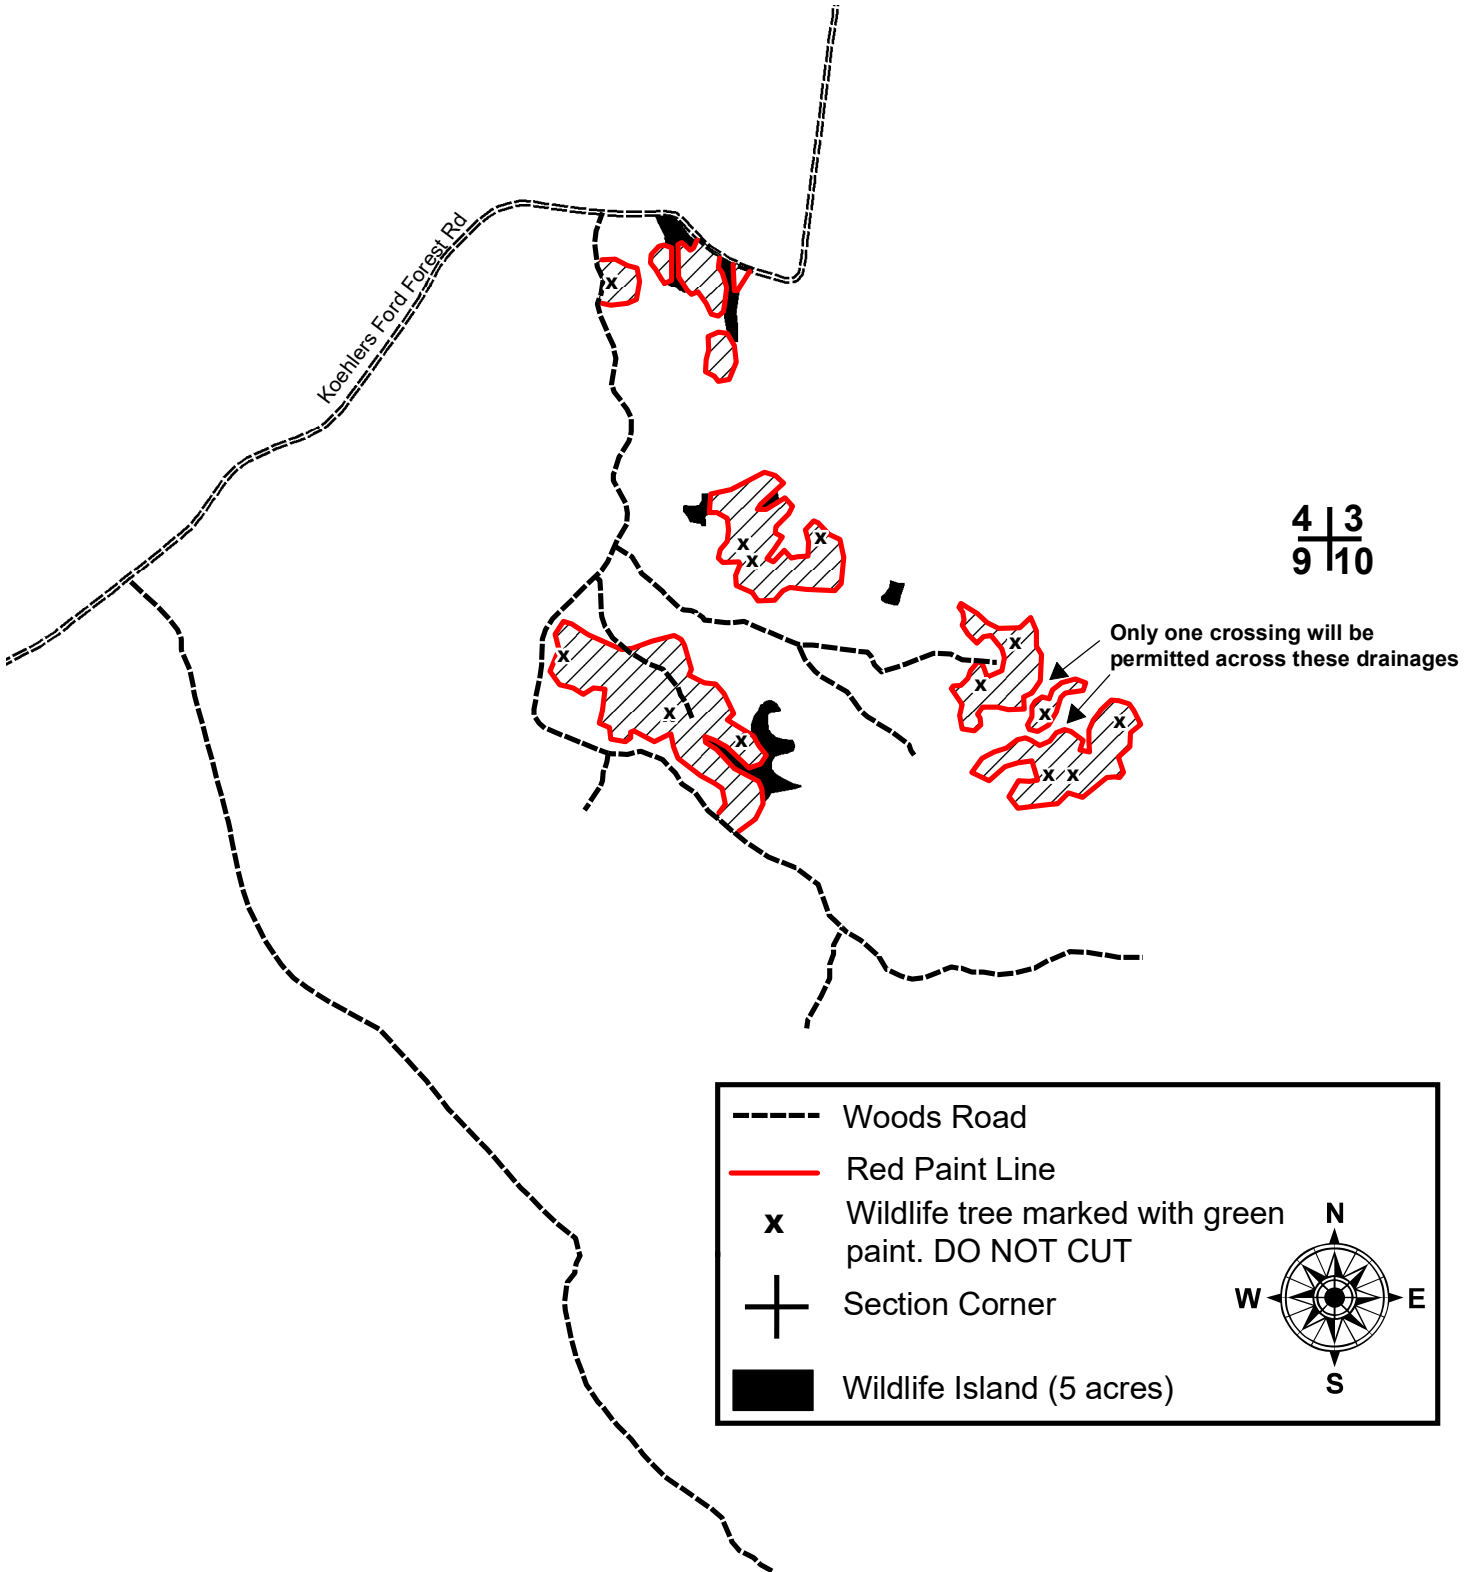 Koehlers Ford Forest Rd
x
x
x
x
x
4 3
9 10
Only one crossing will be
permitted across these drainages
x
x
x
x
x
x
x
x
x
Woods Road
Red Paint Line
x Wildlife tree marked with green
paint. DO NOT CUT
Section Corner
Wildlife Island (5 acres)
N
W E
S